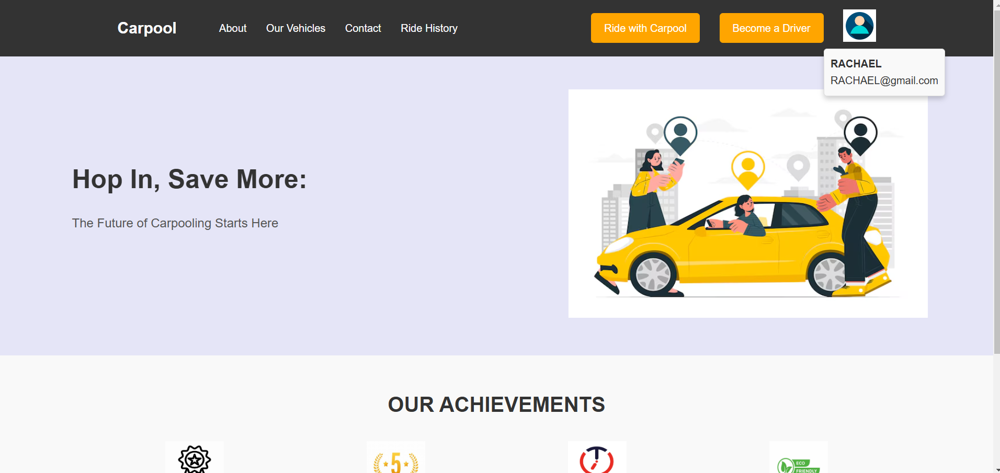 Carpool
About
Our Vehicles
Contact
Ride History
Ride with Carpool
Become a Driver
RACHAEL
RACHAEL@gmail.com
Hop In, Save More:
The Future of Carpooling Starts Here
OUR ACHIEVEMENTS
5
ECO
FRIENDLY